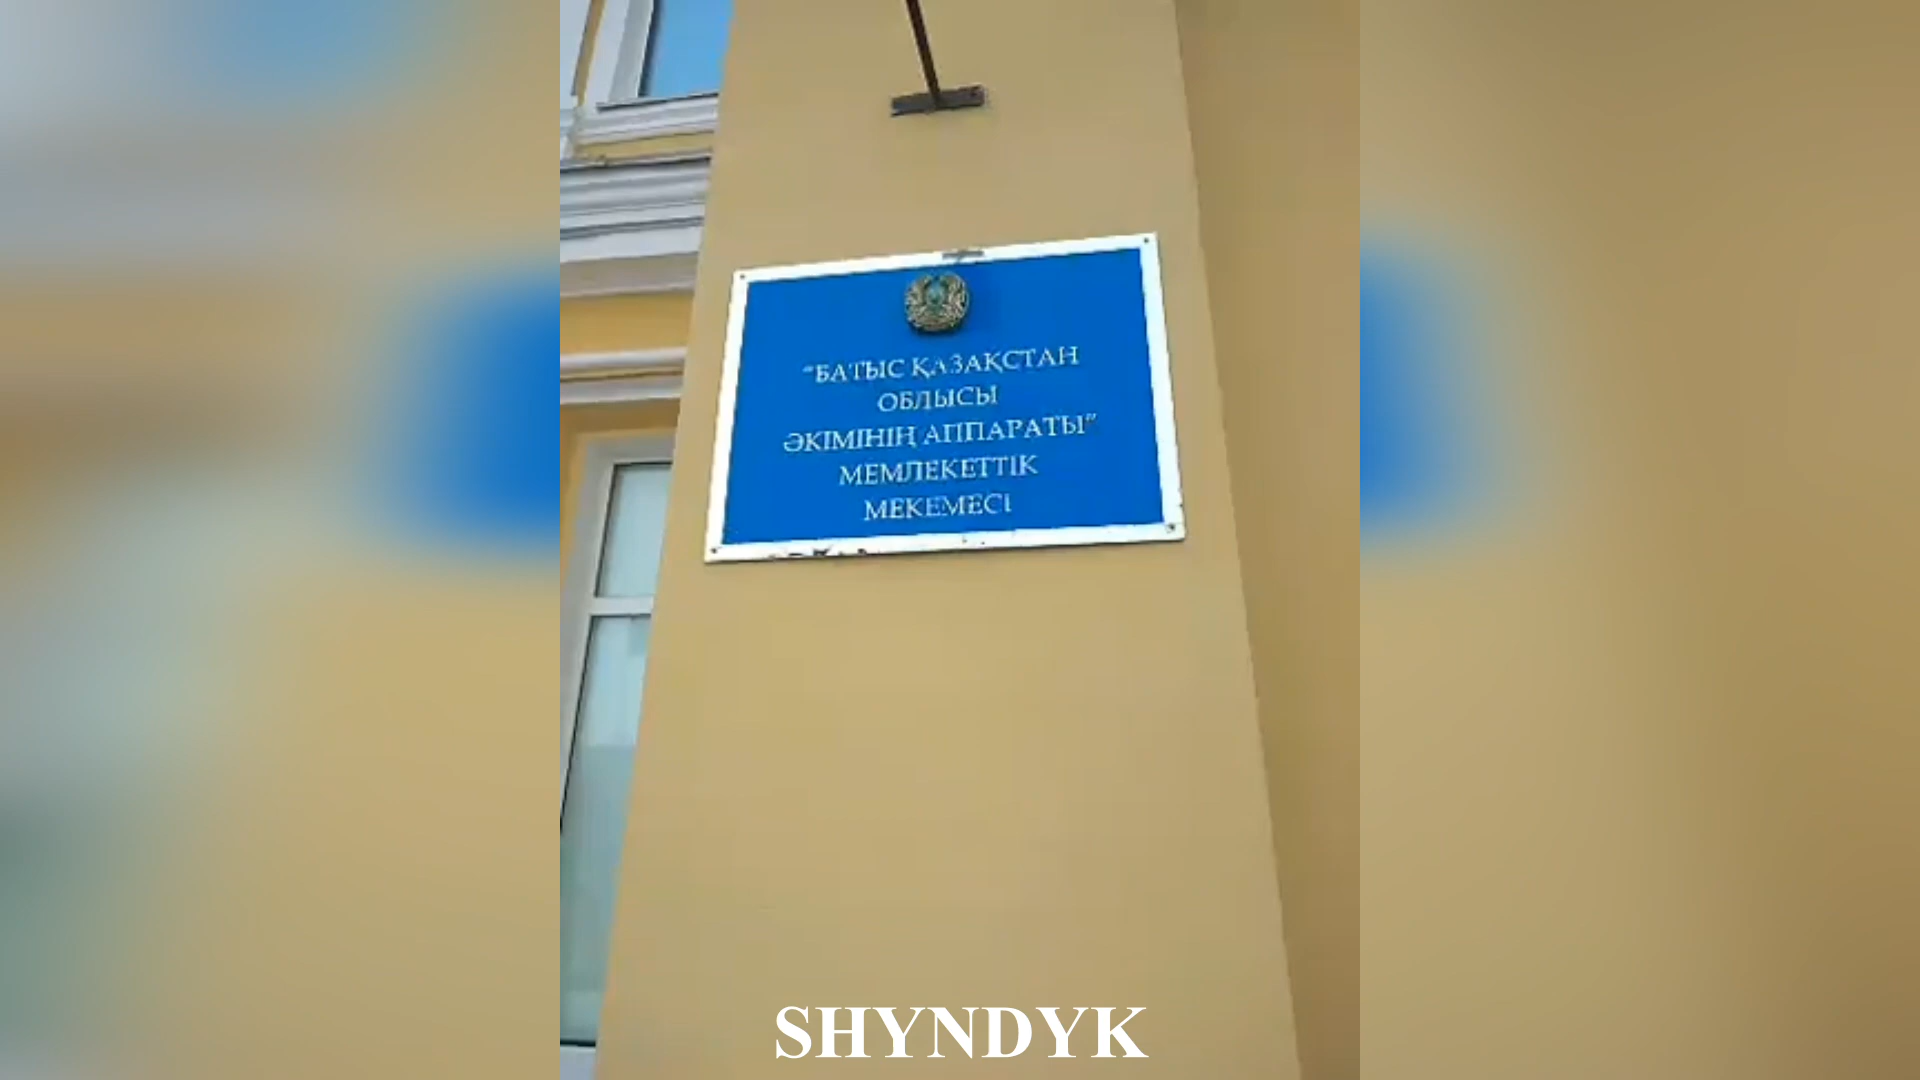 "БАТЫС ҚАЗАҚСТАН
ОБЛЫСЫ
ӘКІМІНІҢ АППАРАТЫ"
МЕМЛЕКЕТТІК
МЕКЕМЕСІ
SHYNDYK